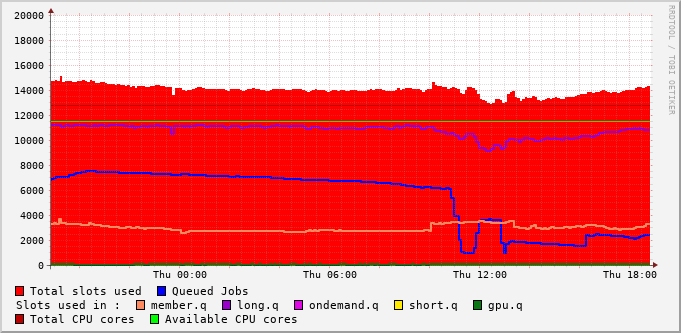 20000
18000
16000
14000
12000
10000
8000
6000
4000
2000
0
Thu 00:00 Thu 06:00 Thu 12:00 Thu 18:00
RRDTOOL / TOBI OETIKER
Total slots used Queued Jobs
Slots used in : member.q long.q ondemand.q short.q gpu.q
Total CPU cores Available CPU cores